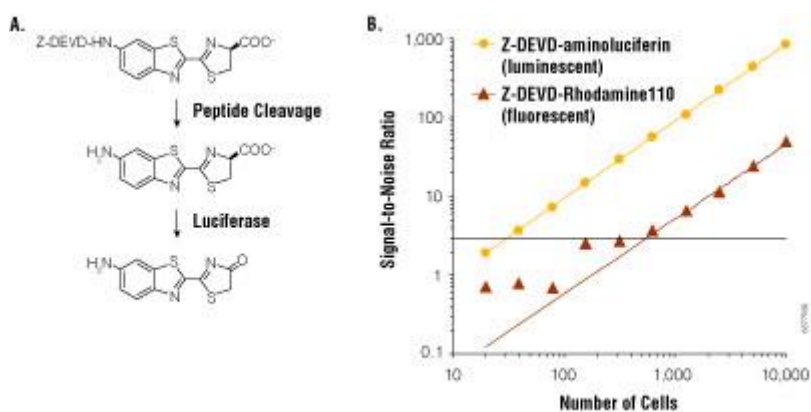 A.
Z-DEVD-HN
S
N
N
S
COO⁻
Peptide Cleavage
H₂N
S
N
N
S
COO⁻
Luciferase
H₂N
S
N
N
S
O
B.
1,000
100
10
1
0.1
Signal-to-Noise Ratio
Z-DEVD-aminoluciferin
(luminescent)
Z-DEVD-Rhodamine110
(fluorescent)
10
100
1,000
10,000
Number of Cells